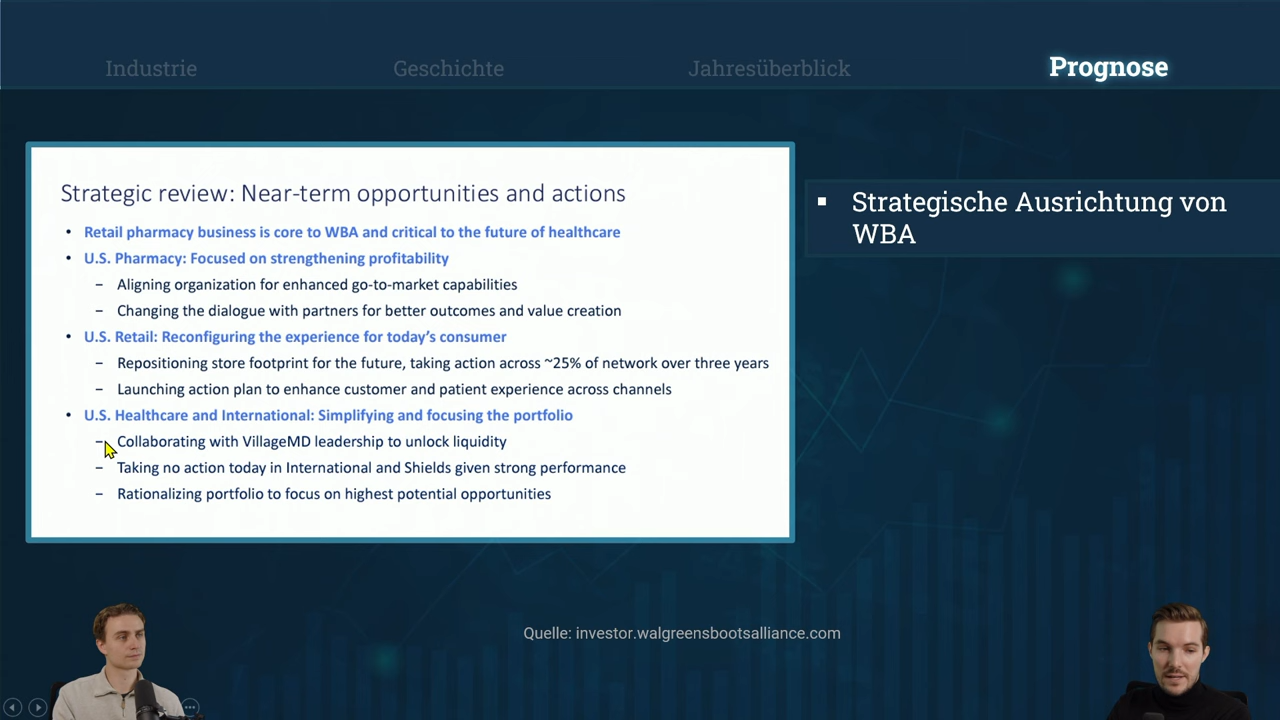 Industrie
Geschichte
Jahresüberblick
Prognose
Strategic review: Near-term opportunities and actions
• Retail pharmacy business is core to WBA and critical to the future of healthcare
• U.S. Pharmacy: Focused on strengthening profitability
– Aligning organization for enhanced go-to-market capabilities
– Changing the dialogue with partners for better outcomes and value creation
• U.S. Retail: Reconfiguring the experience for today’s consumer
– Repositioning store footprint for the future, taking action across ~25% of network over three years
– Launching action plan to enhance customer and patient experience across channels
• U.S. Healthcare and International: Simplifying and focusing the portfolio
– Collaborating with VillageMD leadership to unlock liquidity
– Taking no action today in International and Shields given strong performance
– Rationalizing portfolio to focus on highest potential opportunities
▪ Strategische Ausrichtung von
WBA
Quelle: investor.walgreensbootsalliance.com